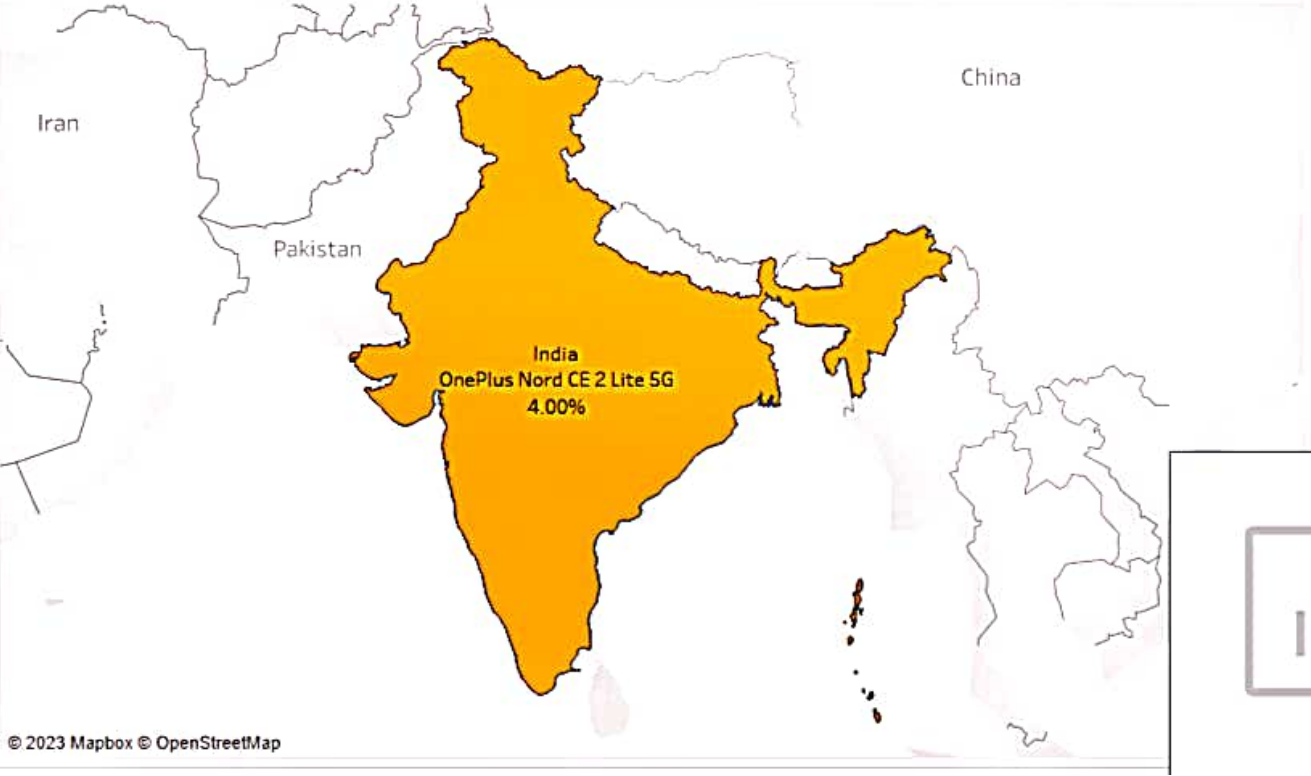 China
Iran
Pakistan
India
OnePlus Nord CE 2 Lite 5G
4.00%
© 2023 Mapbox © OpenStreetMap